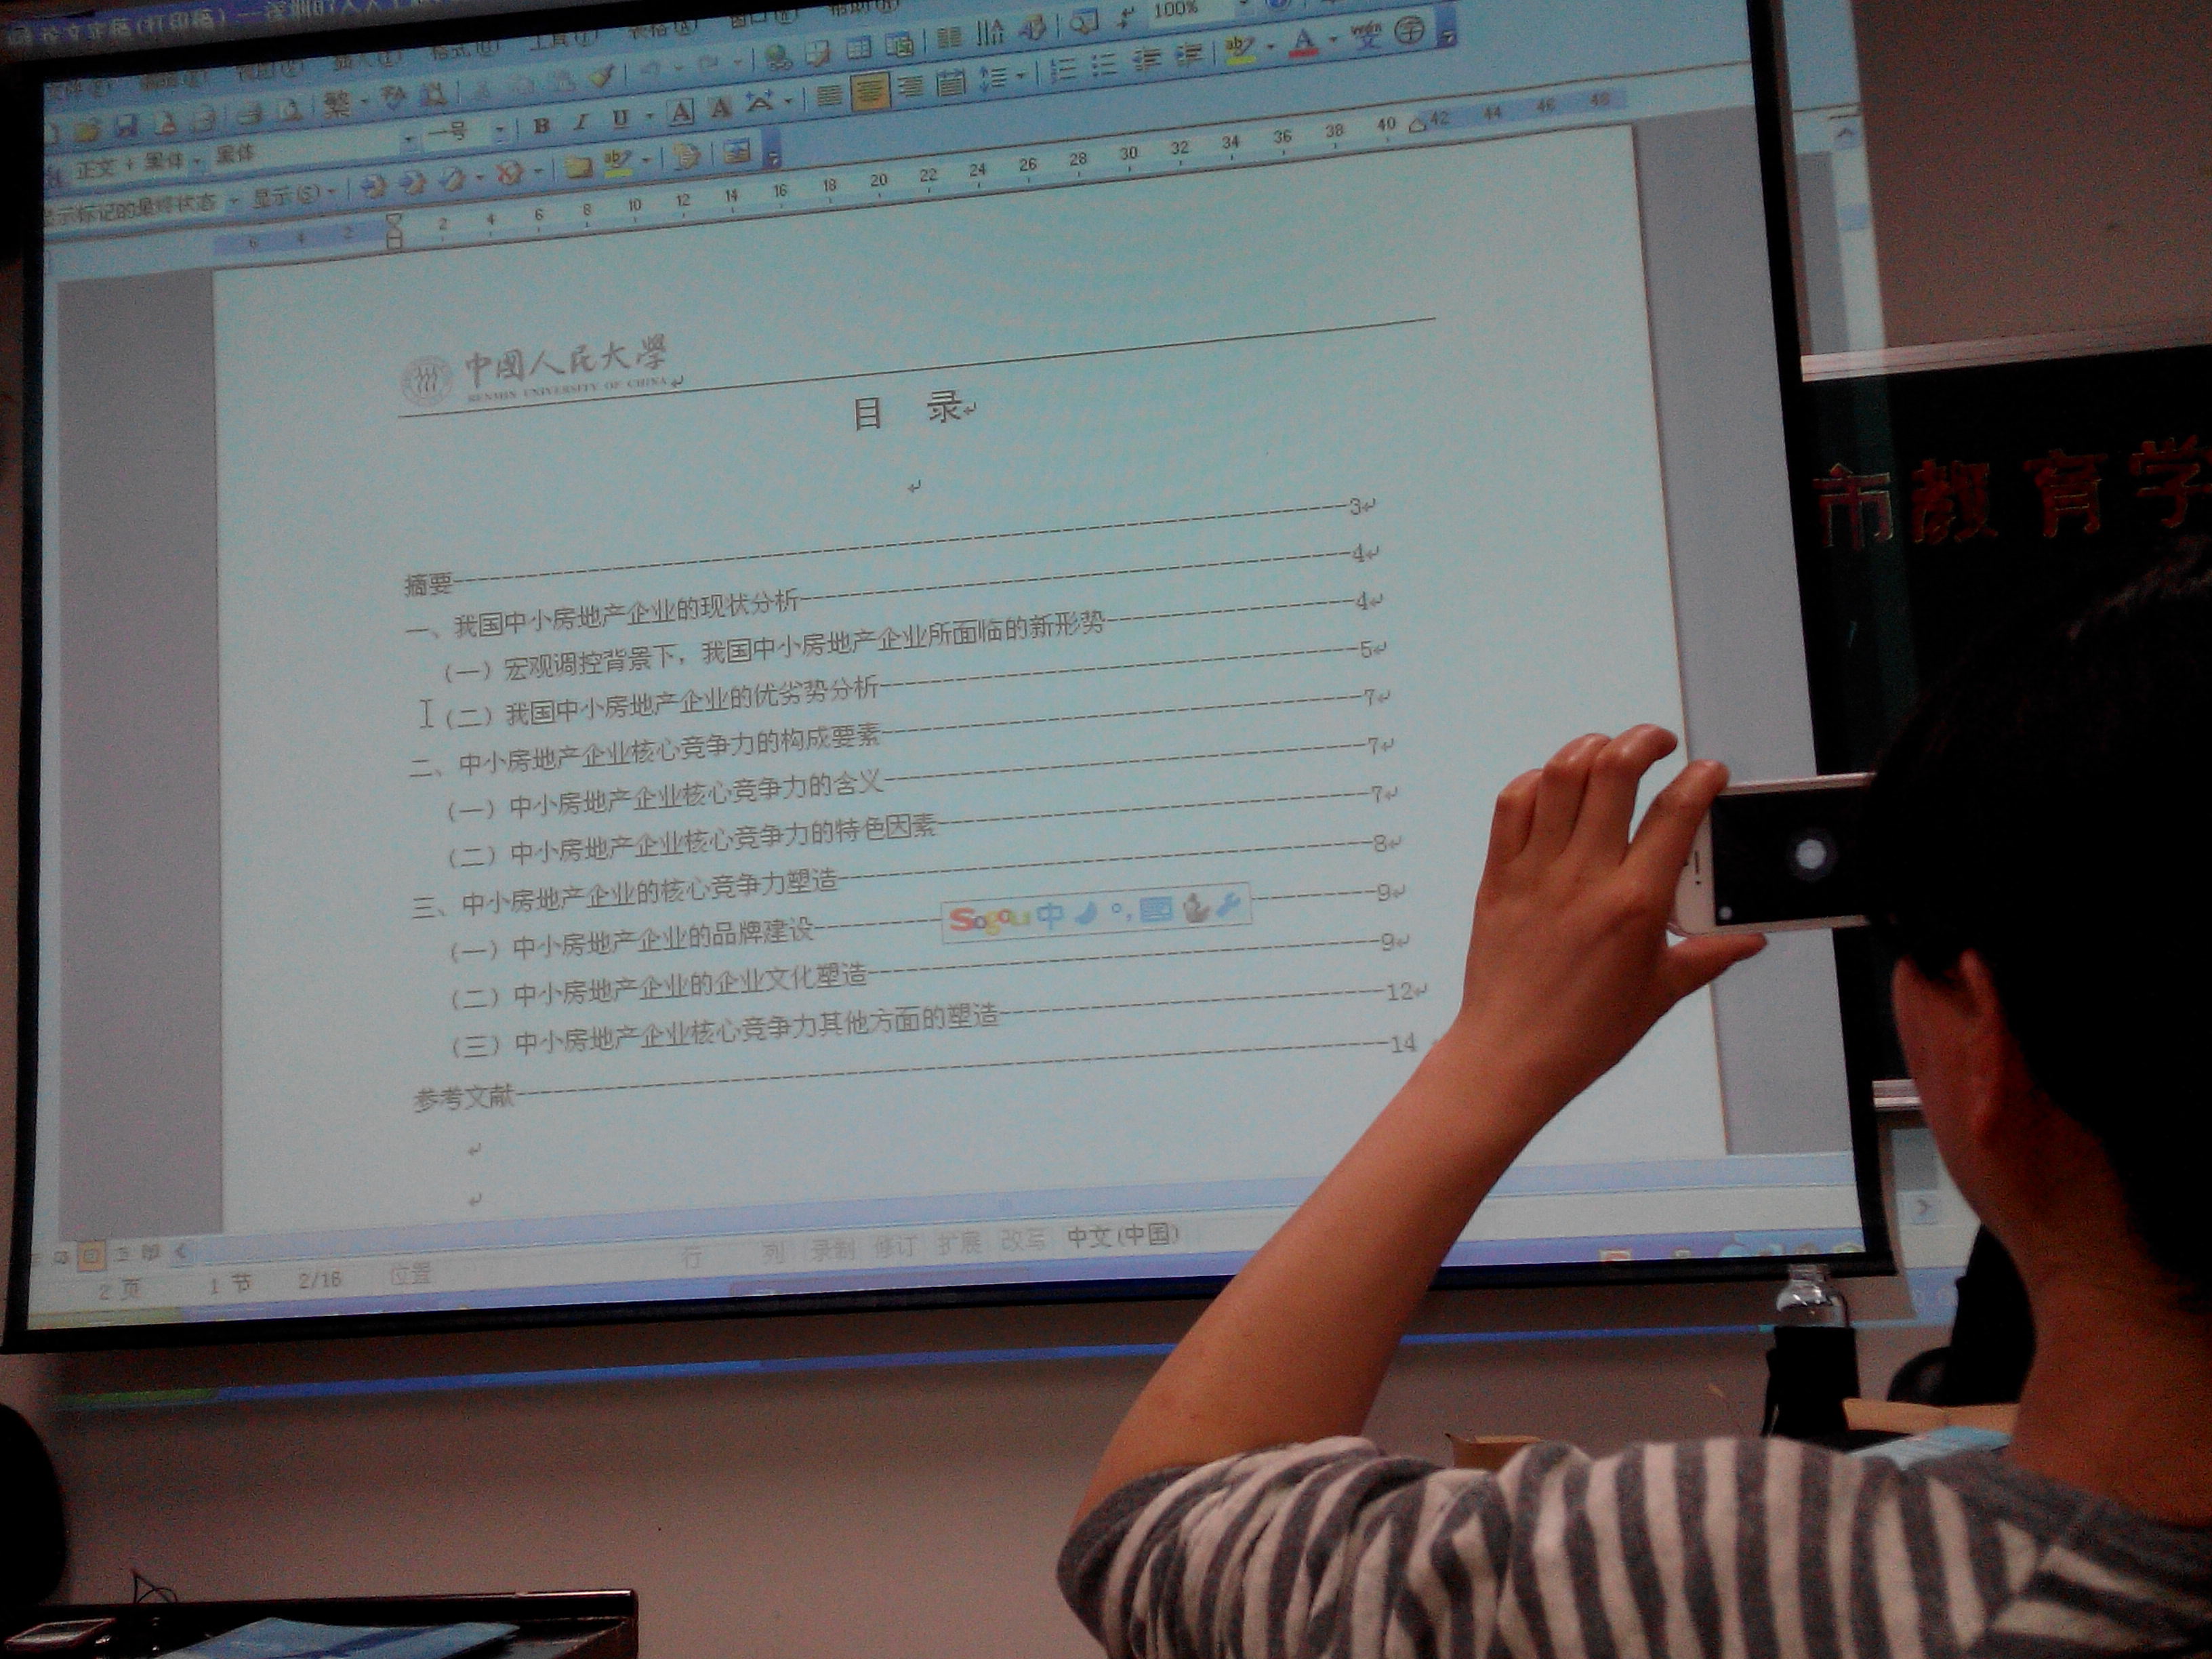 100%
正文 + 黑体
黑体
一号
B I U A A
显示标记的最终状态 显示(S)
6 4 2 2 4 6 8 10 12 14 16 18 20 22 24 26 28 30 32 34 36 38 40 42 44 46 48
中國人民大學
RENMIN UNIVERSITY OF CHINA
目 录
摘要------3
一、我国中小房地产企业的现状分析------4
（一）宏观调控背景下，我国中小房地产企业所面临的新形势------4
（二）我国中小房地产企业的优劣势分析------5
二、中小房地产企业核心竞争力的构成要素------7
（一）中小房地产企业核心竞争力的含义------7
（二）中小房地产企业核心竞争力的特色因素------7
三、中小房地产企业的核心竞争力塑造------8
（一）中小房地产企业的品牌建设------9
Sogou 中
（二）中小房地产企业的企业文化塑造------9
（三）中小房地产企业核心竞争力其他方面的塑造------12
参考文献------14
2 页 1 节 2/16 位置 行 列 录制 修订 扩展 改写 中文(中国)
市教育学